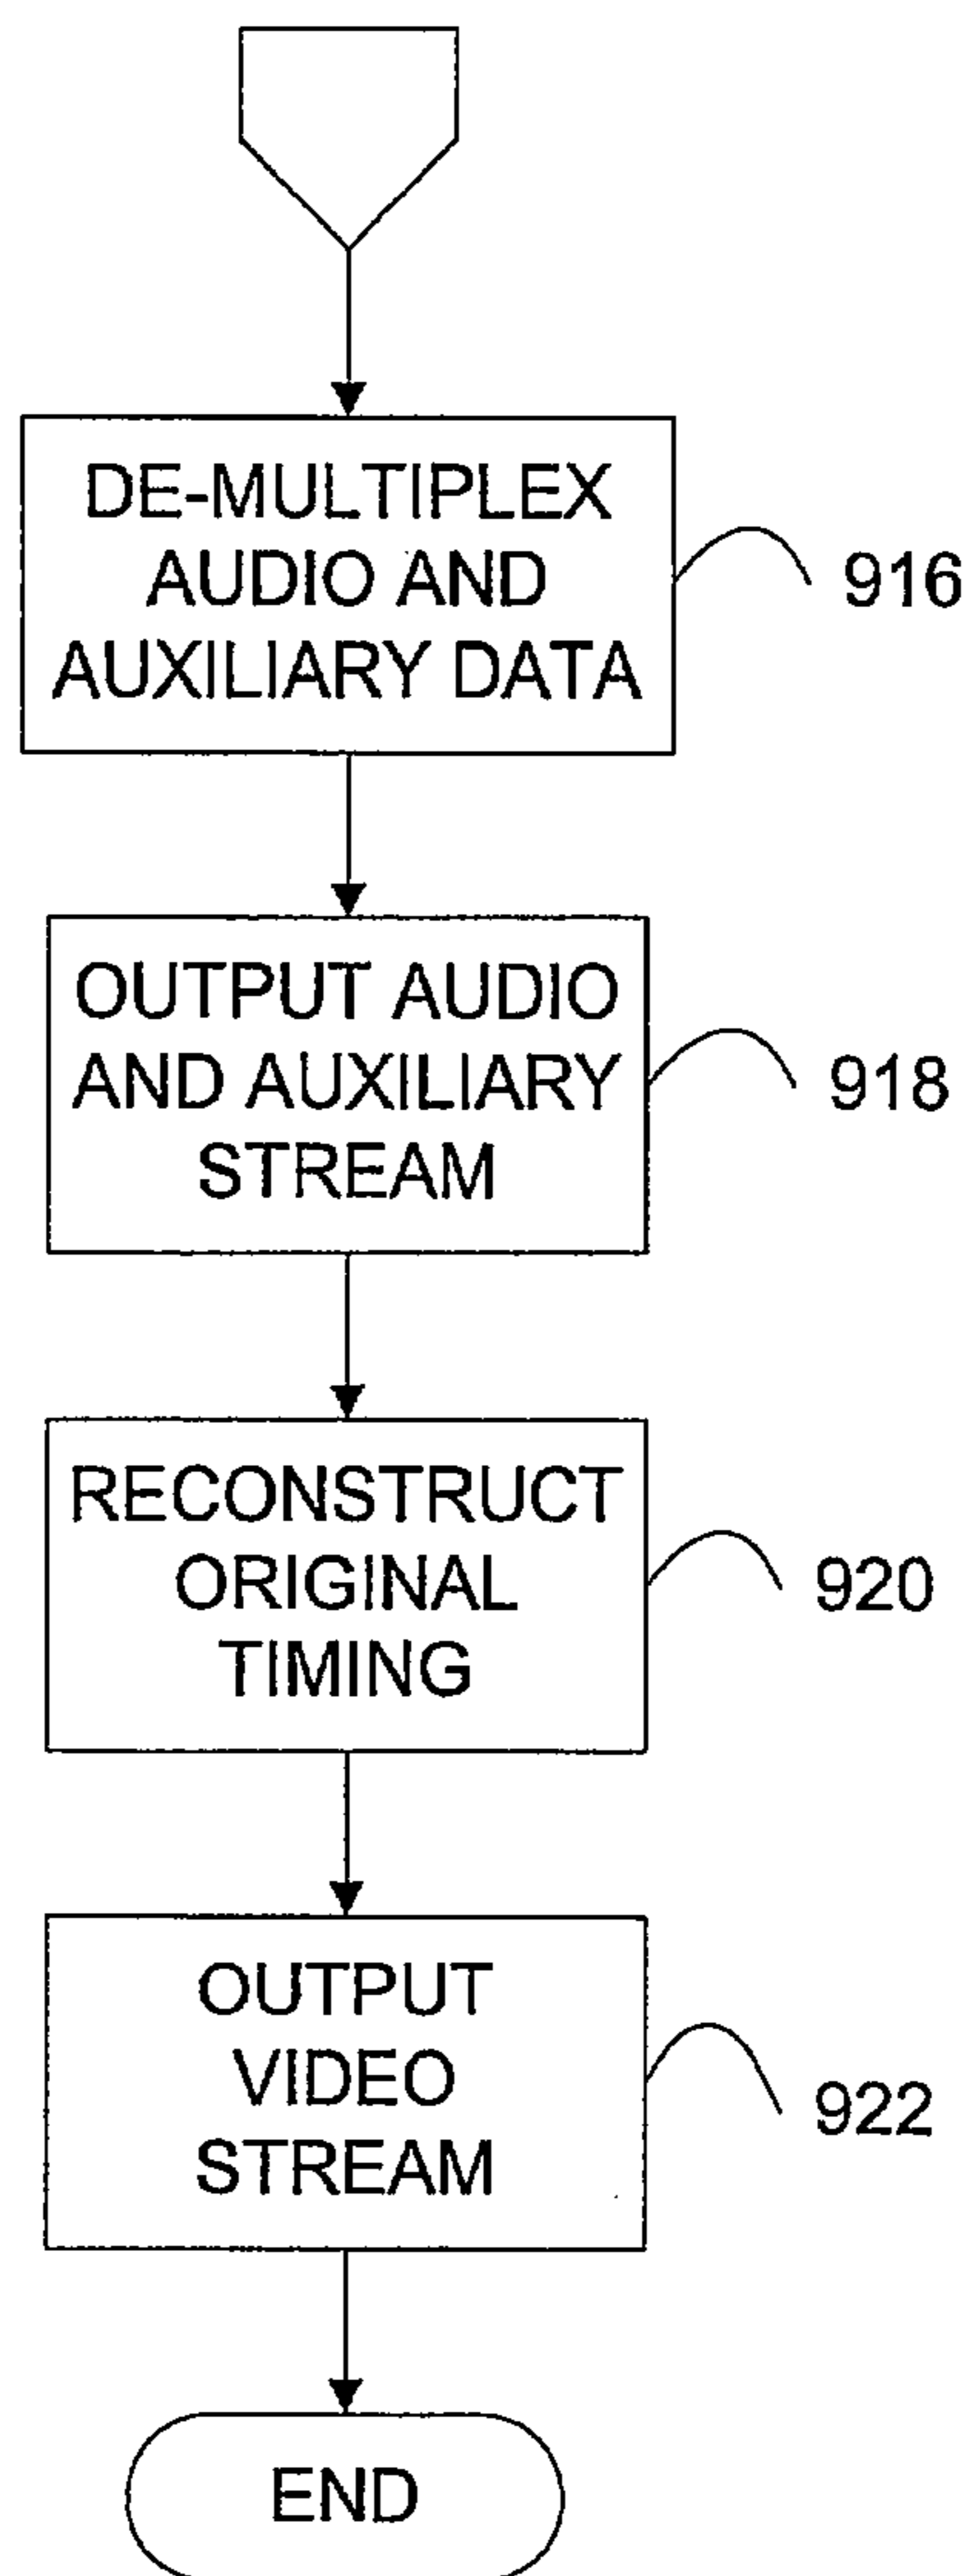 DE-MULTIPLEX
AUDIO AND
AUXILIARY DATA
916
OUTPUT AUDIO
AND AUXILIARY
STREAM
918
RECONSTRUCT
ORIGINAL
TIMING
920
OUTPUT
VIDEO
STREAM
922
END